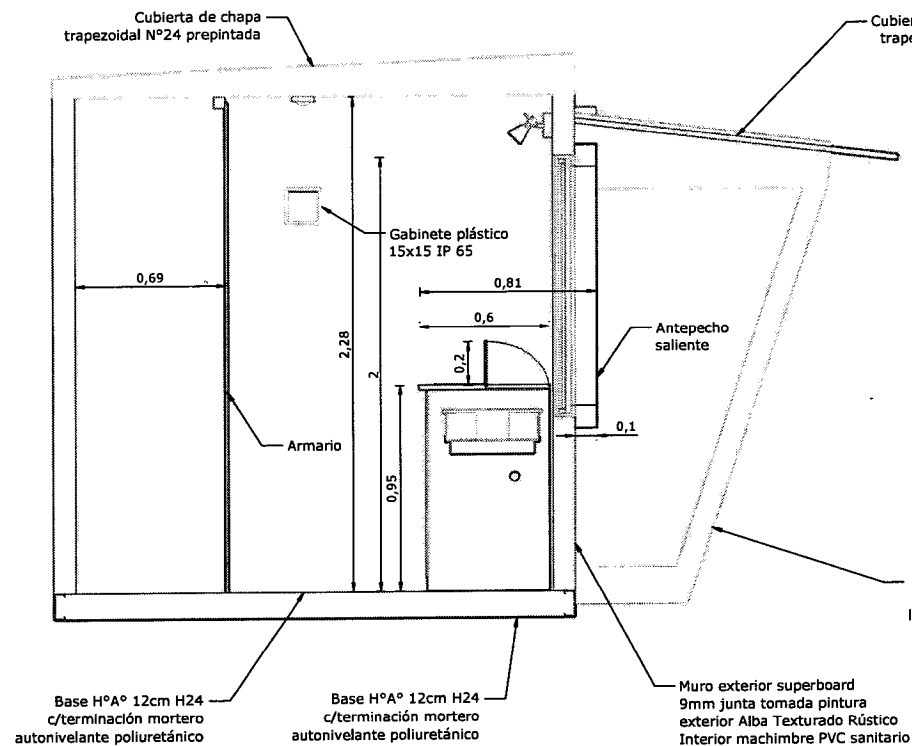 Cubierta de chapa
trapezoidal N°24 prepintada
Gabinete plástico
15x15 IP 65
0,69
0,81
0,6
0,2
2,28
2
0,95
0,1
Antepecho
saliente
Armario
Base H°A° 12cm H24
c/terminación mortero
autonivelante poliuretánico
Base H°A° 12cm H24
c/terminación mortero
autonivelante poliuretánico
Muro exterior superboard
9mm junta tomada pintura
exterior Alba Texturado Rústico
Interior machimbre PVC sanitario